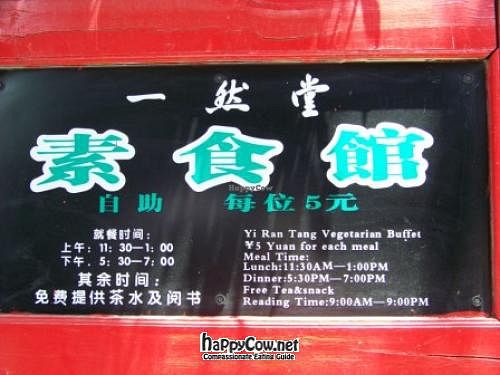 一然堂
素食館
自助 每位5元
就餐时间:
上午:11:30—1:00
下午.5:30—7:00
其余时间:
免费提供茶水及阅书
Yi Ran Tang Vegetarian Buffet
¥5 Yuan for each meal
Meal Time:
Lunch:11:30AM—1:00PM
Dinner:5:30PM—7:00PM
Free Tea&snack
Reading Time:9:00AM—9:00PM
HappyCow
happyCow.net
Compassionate Eating Guide